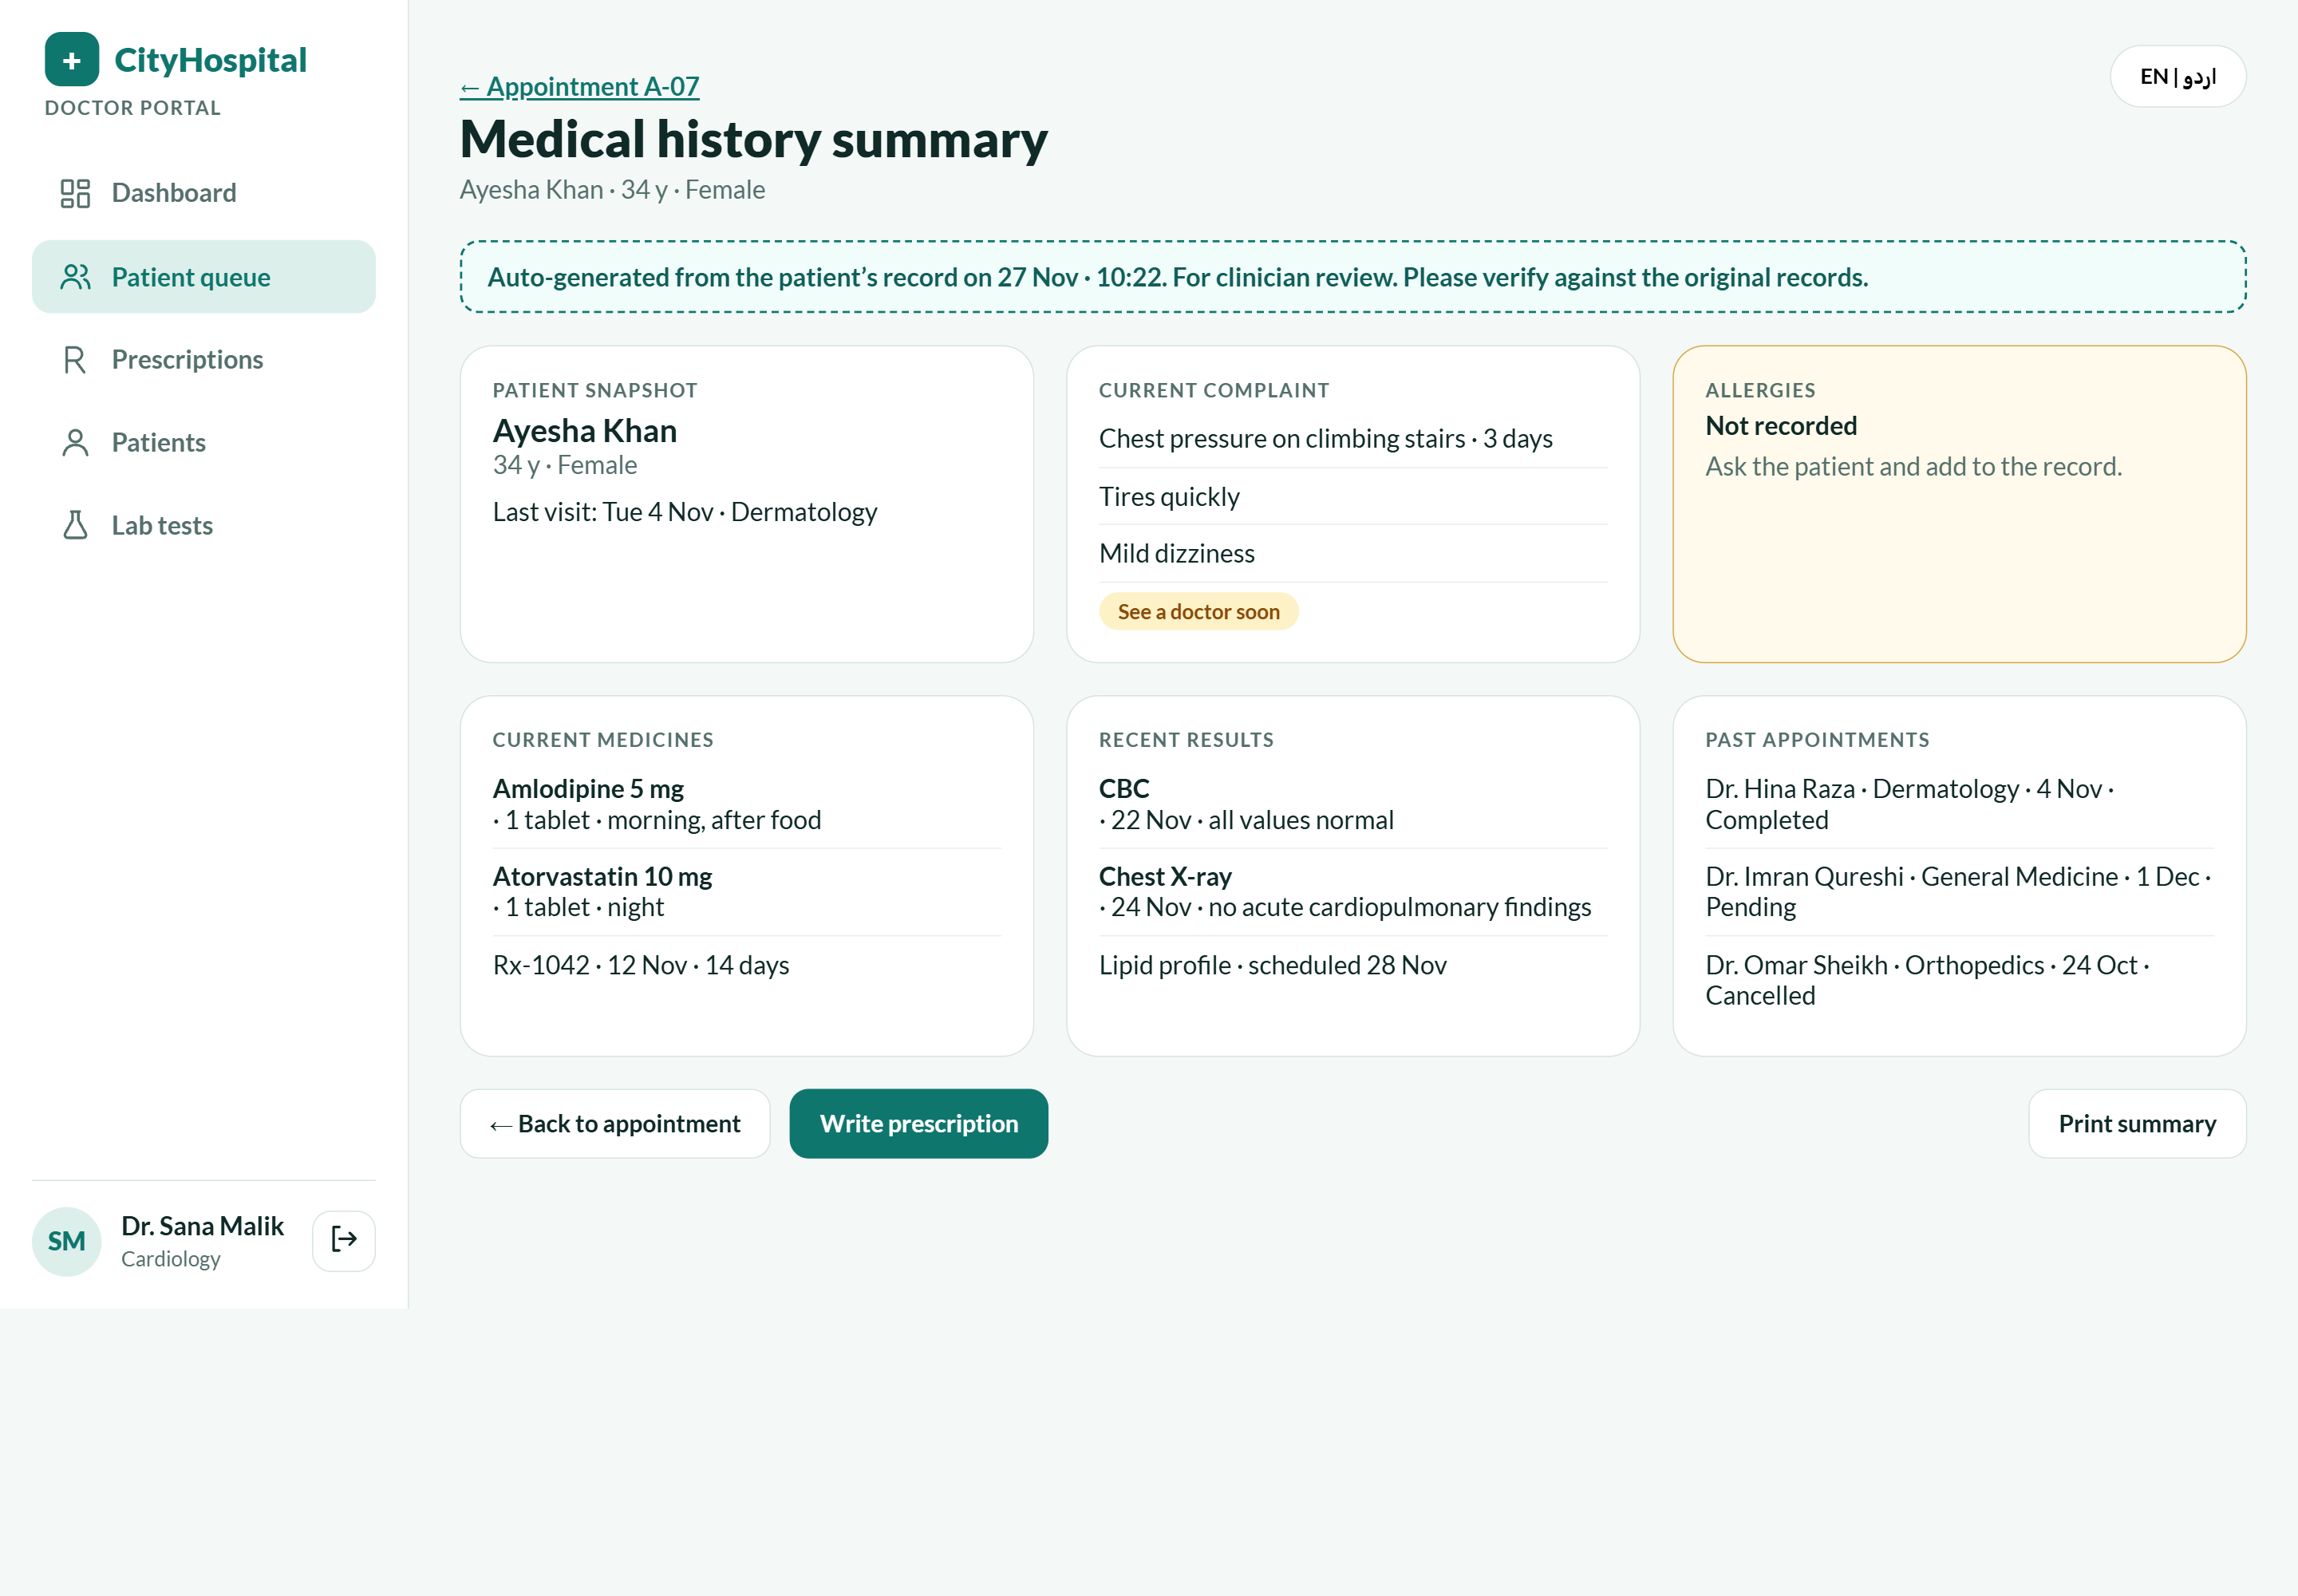 + CityHospital
DOCTOR PORTAL
Dashboard
Patient queue
Prescriptions
Patients
Lab tests
SM
Dr. Sana Malik
Cardiology
EN | اردو
← Appointment A-07
Medical history summary
Ayesha Khan · 34 y · Female
Auto-generated from the patient’s record on 27 Nov · 10:22. For clinician review. Please verify against the original records.
PATIENT SNAPSHOT
Ayesha Khan
34 y · Female
Last visit: Tue 4 Nov · Dermatology
CURRENT COMPLAINT
Chest pressure on climbing stairs · 3 days
Tires quickly
Mild dizziness
See a doctor soon
ALLERGIES
Not recorded
Ask the patient and add to the record.
CURRENT MEDICINES
Amlodipine 5 mg
· 1 tablet · morning, after food
Atorvastatin 10 mg
· 1 tablet · night
Rx-1042 · 12 Nov · 14 days
RECENT RESULTS
CBC
· 22 Nov · all values normal
Chest X-ray
· 24 Nov · no acute cardiopulmonary findings
Lipid profile · scheduled 28 Nov
PAST APPOINTMENTS
Dr. Hina Raza · Dermatology · 4 Nov ·
Completed
Dr. Imran Qureshi · General Medicine · 1 Dec ·
Pending
Dr. Omar Sheikh · Orthopedics · 24 Oct ·
Cancelled
← Back to appointment
Write prescription
Print summary